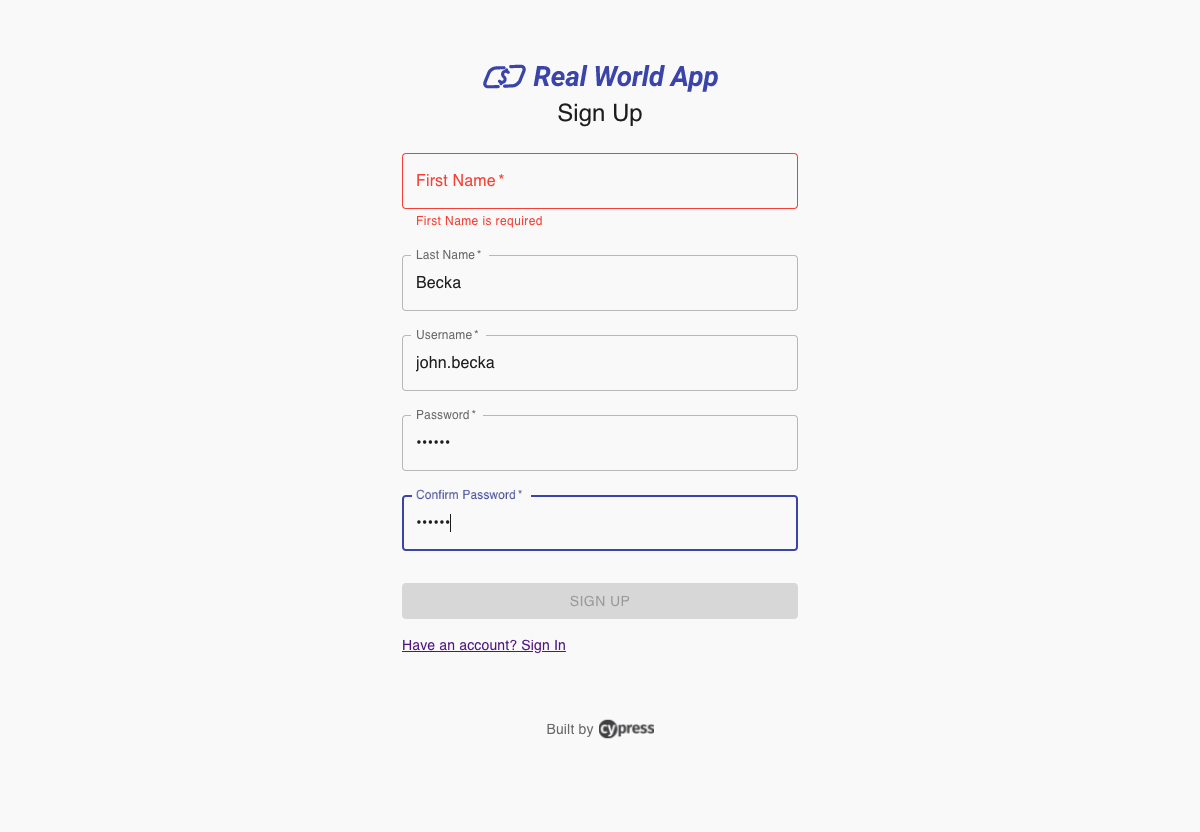 Real World App
Sign Up
First Name *
First Name is required
Last Name *
Becka
Username *
john.becka
Password *
••••••
Confirm Password *
••••••
SIGN UP
Have an account? Sign In
Built by cypress